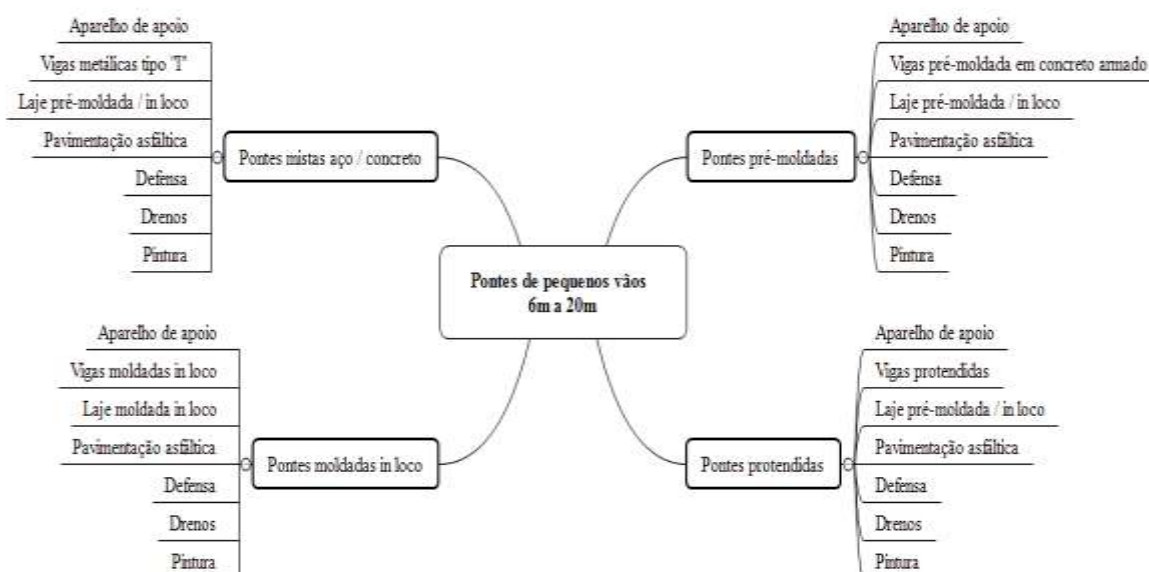 Aparelho de apoio
Vigas metálicas tipo "I"
Laje pré-moldada / in loco
Pavimentação asfáltica
Defensa
Drenos
Pintura
Pontes mistas aço / concreto
Aparelho de apoio
Vigas pré-moldada em concreto armado
Laje pré-moldada / in loco
Pavimentação asfáltica
Defensa
Drenos
Pintura
Pontes pré-moldadas
Pontes de pequenos vãos
6m a 20m
Aparelho de apoio
Vigas moldadas in loco
Laje moldada in loco
Pavimentação asfáltica
Defensa
Drenos
Pintura
Pontes moldadas in loco
Aparelho de apoio
Vigas protendidas
Laje pré-moldada / in loco
Pavimentação asfáltica
Defensa
Drenos
Pintura
Pontes protendidas